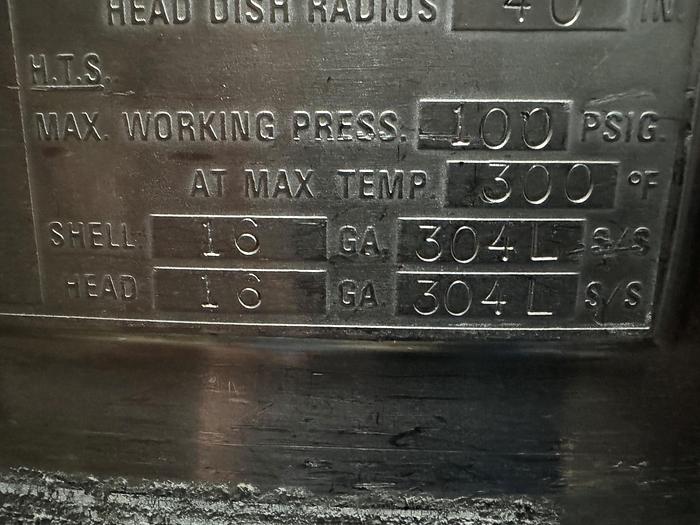 HEAD DISH RADIUS 40 IN.
H.T.S.
MAX. WORKING PRESS. 100 PSIG.
AT MAX TEMP. 300 °F
SHELL 16 GA. 304L S/S
HEAD 16 GA. 304L S/S